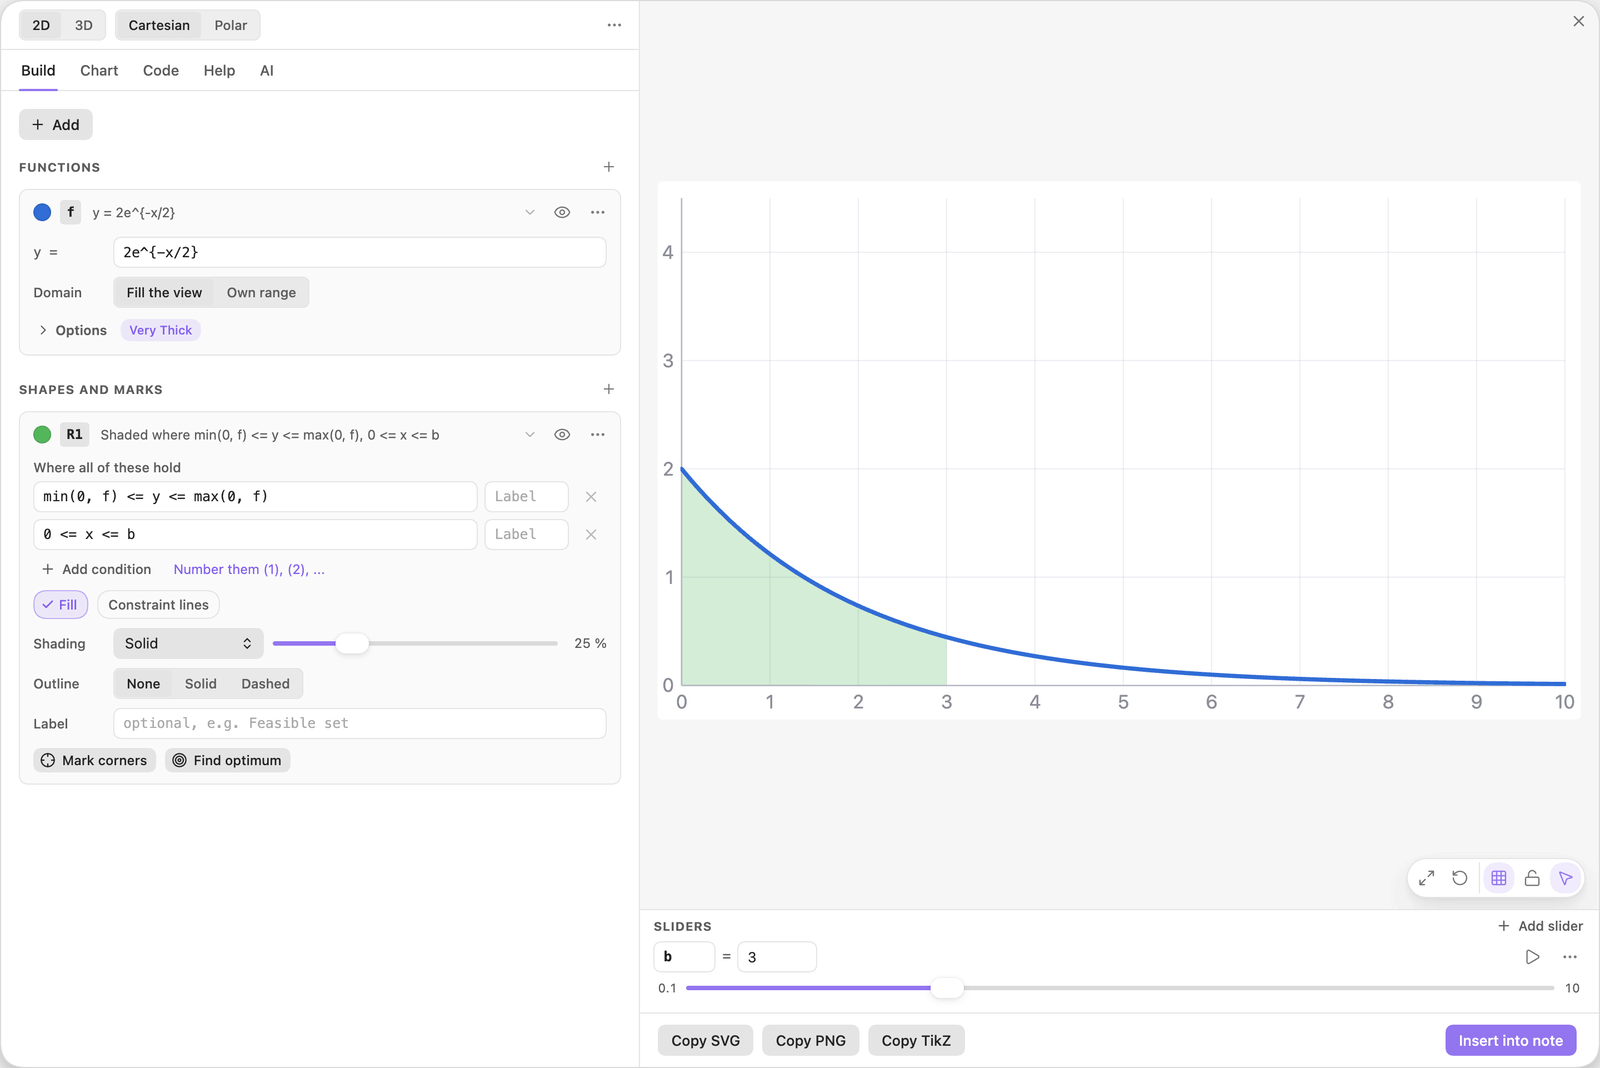 2D 3D Cartesian Polar
Build Chart Code Help AI
+ Add
FUNCTIONS
f y = 2e^{-x/2}
y = 2e^{-x/2}
Domain Fill the view Own range
Options Very Thick
SHAPES AND MARKS
R1 Shaded where min(0, f) <= y <= max(0, f), 0 <= x <= b
Where all of these hold
min(0, f) <= y <= max(0, f) Label
0 <= x <= b Label
+ Add condition Number them (1), (2), ...
Fill Constraint lines
Shading Solid 25 %
Outline None Solid Dashed
Label optional, e.g. Feasible set
Mark corners Find optimum
4
3
2
1
0
0 1 2 3 4 5 6 7 8 9 10
SLIDERS + Add slider
b = 3
0.1 10
Copy SVG Copy PNG Copy TikZ Insert into note